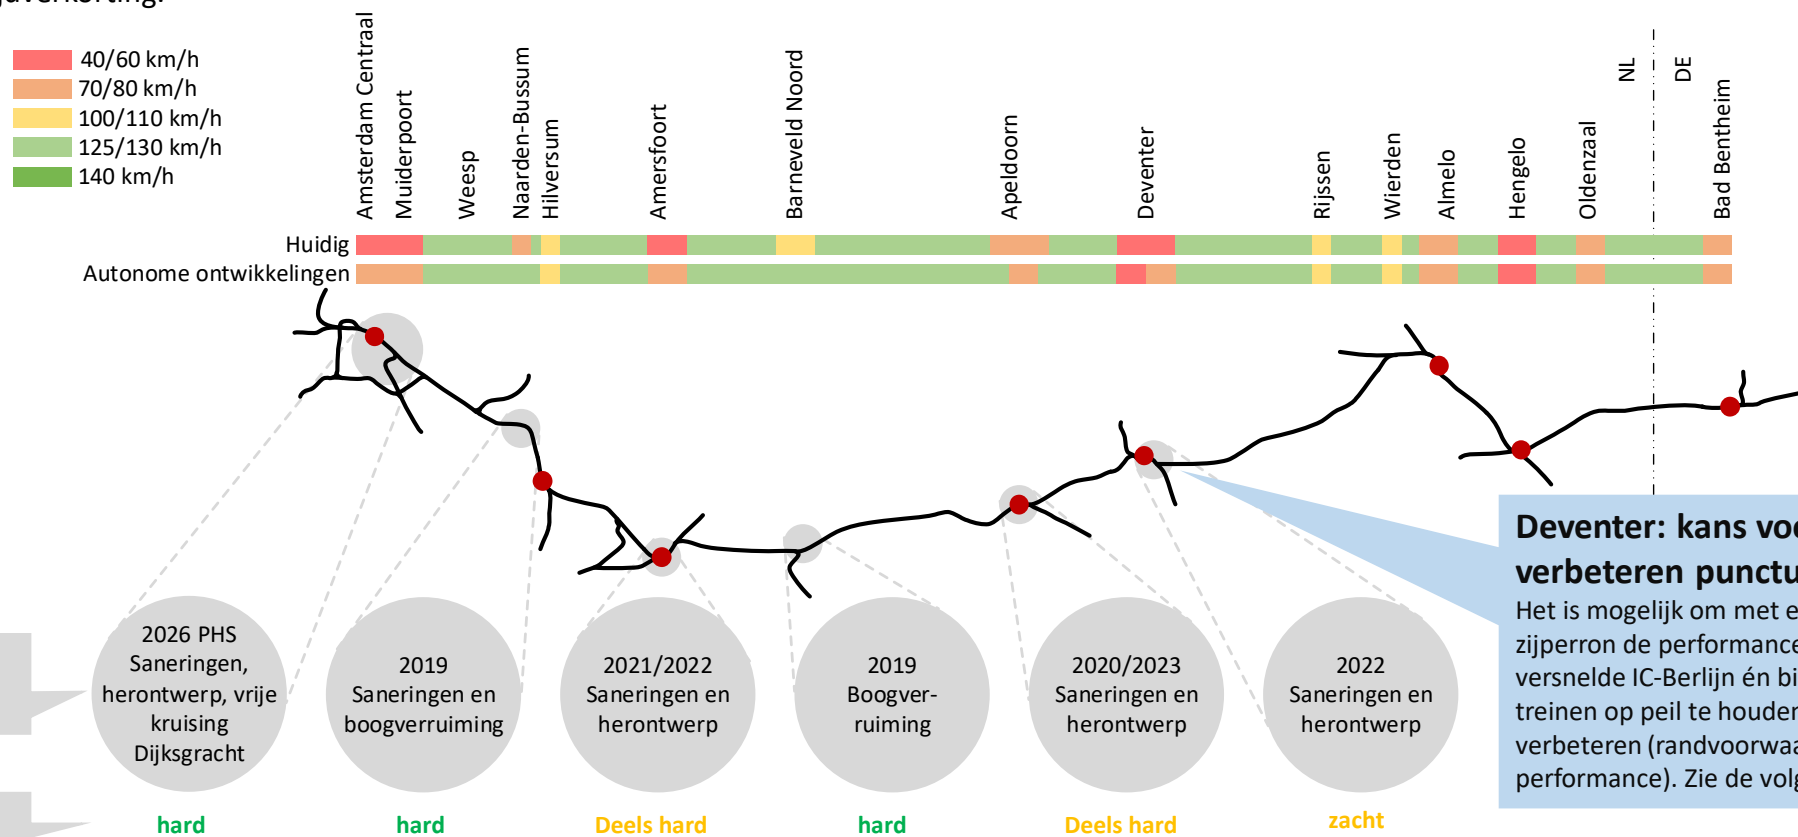 40/60 km/h
70/80 km/h
100/110 km/h
125/130 km/h
140 km/h
Amsterdam Centraal
Muiderpoort
Weesp
Naarden-Bussum
Hilversum
Amersfoort
Barneveld Noord
Apeldoorn
Deventer
Rijssen
Wierden
Almelo
Hengelo
Oldenzaal
NL
DE
Bad Bentheim
Huidig
Autonome ontwikkelingen
2026 PHS
Saneringen,
herontwerp, vrije
kruising
Dijksgracht
hard
2019
Saneringen en
boogverruiming
hard
2021/2022
Saneringen en
herontwerp
Deels hard
2019
Boogver-
ruiming
hard
2020/2023
Saneringen en
herontwerp
Deels hard
2022
Saneringen en
herontwerp
zacht
Deventer: kans
verbeteren
Het is mogelijk om met
zijperron de performance
versnelde IC-Berlijn én
treinen op peil te houden
verbeteren
performance). Zie de